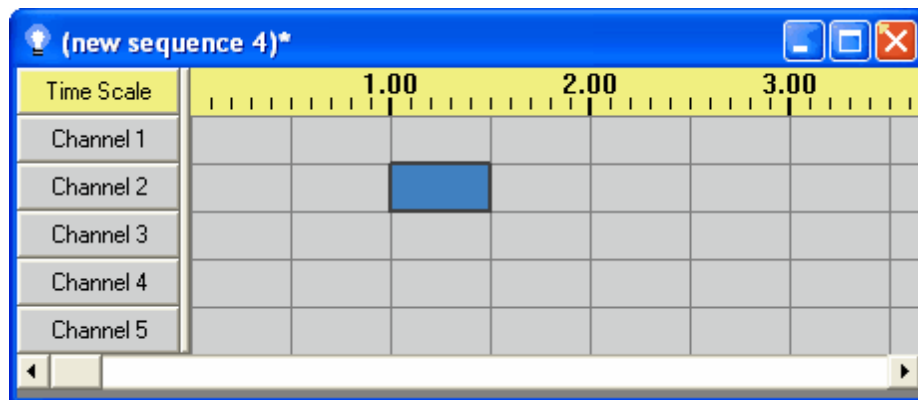 (new sequence 4)*
Time Scale 1.00 2.00 3.00
Channel 1
Channel 2
Channel 3
Channel 4
Channel 5